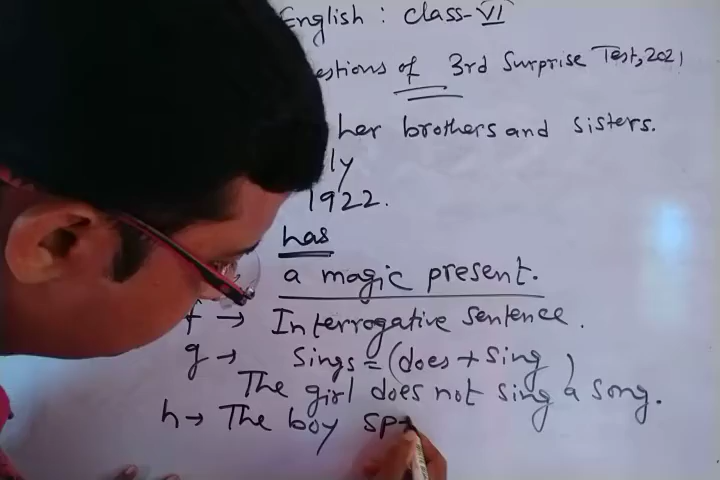 English : class-VI
estions of 3rd Surprise Test, 2021
her brothers and sisters.
ly
1922.
has
a magic present.
f → Interrogative sentence.
g → Sings = (does + sing)
The girl does not sing a song.
h → The boy sp